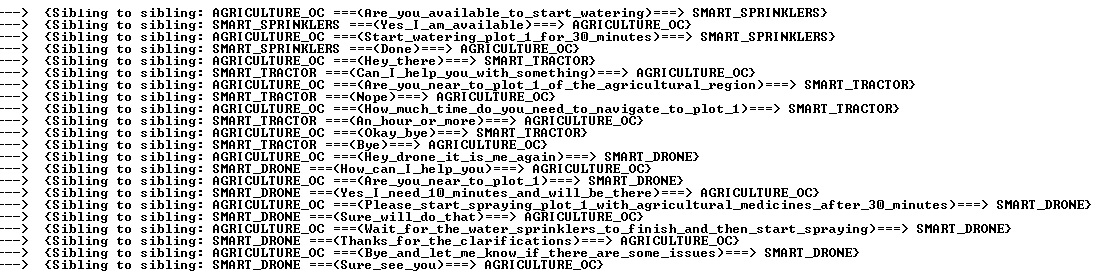 ---> {Sibling to sibling: AGRICULTURE_OC ===(Are_you_available_to_start_watering)===> SMART_SPRINKLERS}
---> {Sibling to sibling: SMART_SPRINKLERS ===(Yes_I_am_available)===> AGRICULTURE_OC}
---> {Sibling to sibling: AGRICULTURE_OC ===(Start_watering_plot_1_for_30_minutes)===> SMART_SPRINKLERS}
---> {Sibling to sibling: SMART_SPRINKLERS ===(Done)===> AGRICULTURE_OC}
---> {Sibling to sibling: AGRICULTURE_OC ===(Hey_there)===> SMART_TRACTOR}
---> {Sibling to sibling: SMART_TRACTOR ===(Can_I_help_you_with_something)===> AGRICULTURE_OC}
---> {Sibling to sibling: AGRICULTURE_OC ===(Are_you_near_to_plot_1_of_the_agricultural_region)===> SMART_TRACTOR}
---> {Sibling to sibling: SMART_TRACTOR ===(Nope)===> AGRICULTURE_OC}
---> {Sibling to sibling: AGRICULTURE_OC ===(How_much_time_do_you_need_to_navigate_to_plot_1)===> SMART_TRACTOR}
---> {Sibling to sibling: SMART_TRACTOR ===(An_hour_or_more)===> AGRICULTURE_OC}
---> {Sibling to sibling: AGRICULTURE_OC ===(Okay_bye)===> SMART_TRACTOR}
---> {Sibling to sibling: SMART_TRACTOR ===(Bye)===> AGRICULTURE_OC}
---> {Sibling to sibling: AGRICULTURE_OC ===(Hey_drone_it_is_me_again)===> SMART_DRONE}
---> {Sibling to sibling: SMART_DRONE ===(How_can_I_help_you)===> AGRICULTURE_OC}
---> {Sibling to sibling: AGRICULTURE_OC ===(Are_you_near_to_plot_1)===> SMART_DRONE}
---> {Sibling to sibling: SMART_DRONE ===(Yes_I_need_10_minutes_and_will_be_there)===> AGRICULTURE_OC}
---> {Sibling to sibling: AGRICULTURE_OC ===(Please_start_spraying_plot_1_with_agricultural_medicines_after_30_minutes)===> SMART_DRONE}
---> {Sibling to sibling: SMART_DRONE ===(Sure_will_do_that)===> AGRICULTURE_OC}
---> {Sibling to sibling: AGRICULTURE_OC ===(Wait_for_the_water_sprinklers_to_finish_and_then_start_spraying)===> SMART_DRONE}
---> {Sibling to sibling: SMART_DRONE ===(Thanks_for_the_clarifications)===> AGRICULTURE_OC}
---> {Sibling to sibling: AGRICULTURE_OC ===(Bye_and_let_me_know_if_there_are_some_issues)===> SMART_DRONE}
---> {Sibling to sibling: SMART_DRONE ===(Sure_see_you)===> AGRICULTURE_OC}